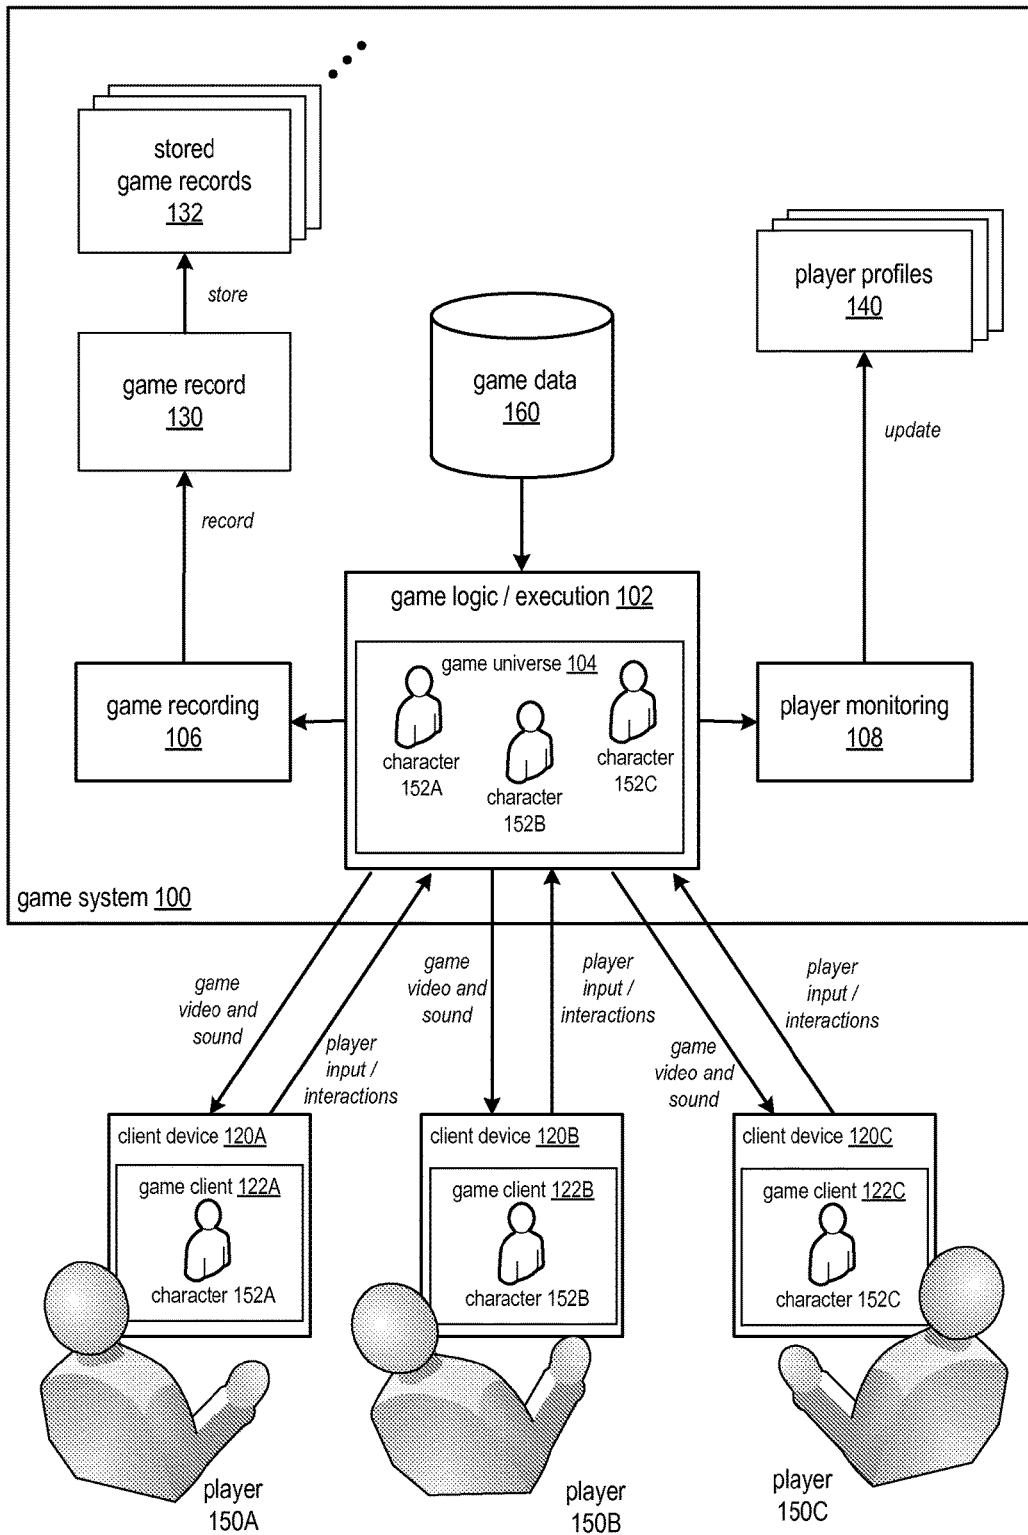 stored
game records
132
store
player profiles
140
game record
130
game data
160
update
record
game logic / execution 102
game universe 104
game recording
106
player monitoring
108
character
152A
character
152B
character
152C
game system 100
game
video and
sound
player
input /
interactions
game
video and
sound
player
input /
interactions
game
video and
sound
player
input /
interactions
client device 120A
game client 122A
character 152A
client device 120B
game client 122B
character 152B
client device 120C
game client 122C
character 152C
player
150A
player
150B
player
150C